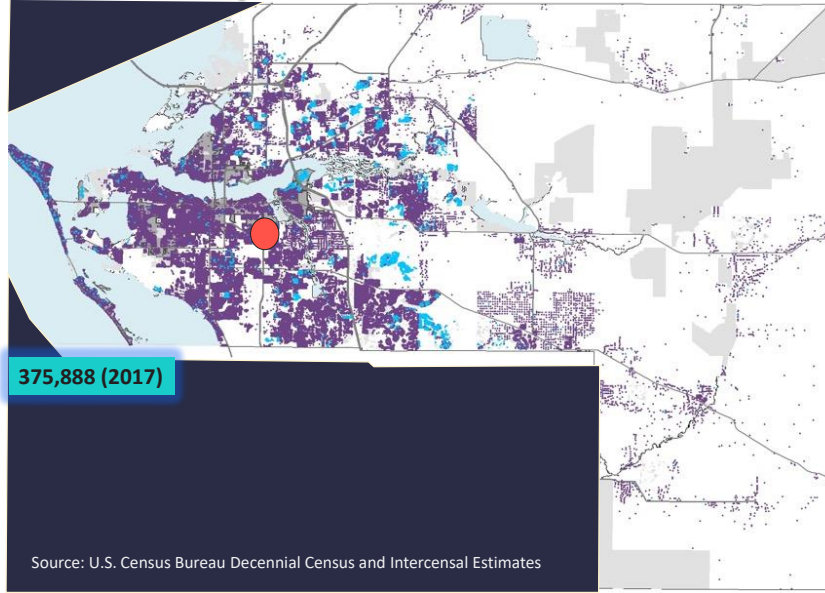 375,888 (2017)
Source: U.S. Census Bureau Decennial Census and Intercensal Estimates